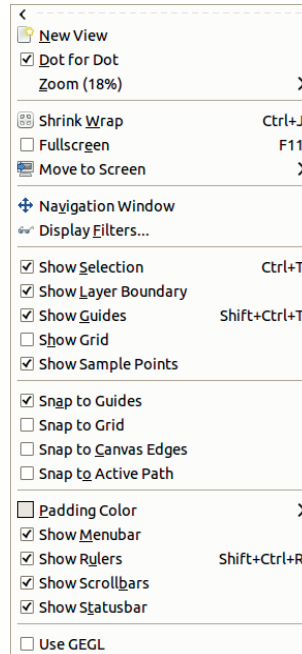 New View
Dot for Dot
Zoom (18%)
Shrink Wrap Ctrl+J
Fullscreen F11
Move to Screen
Navigation Window
Display Filters...
Show Selection Ctrl+T
Show Layer Boundary
Show Guides Shift+Ctrl+T
Show Grid
Show Sample Points
Snap to Guides
Snap to Grid
Snap to Canvas Edges
Snap to Active Path
Padding Color
Show Menubar
Show Rulers Shift+Ctrl+R
Show Scrollbars
Show Statusbar
Use GEGL